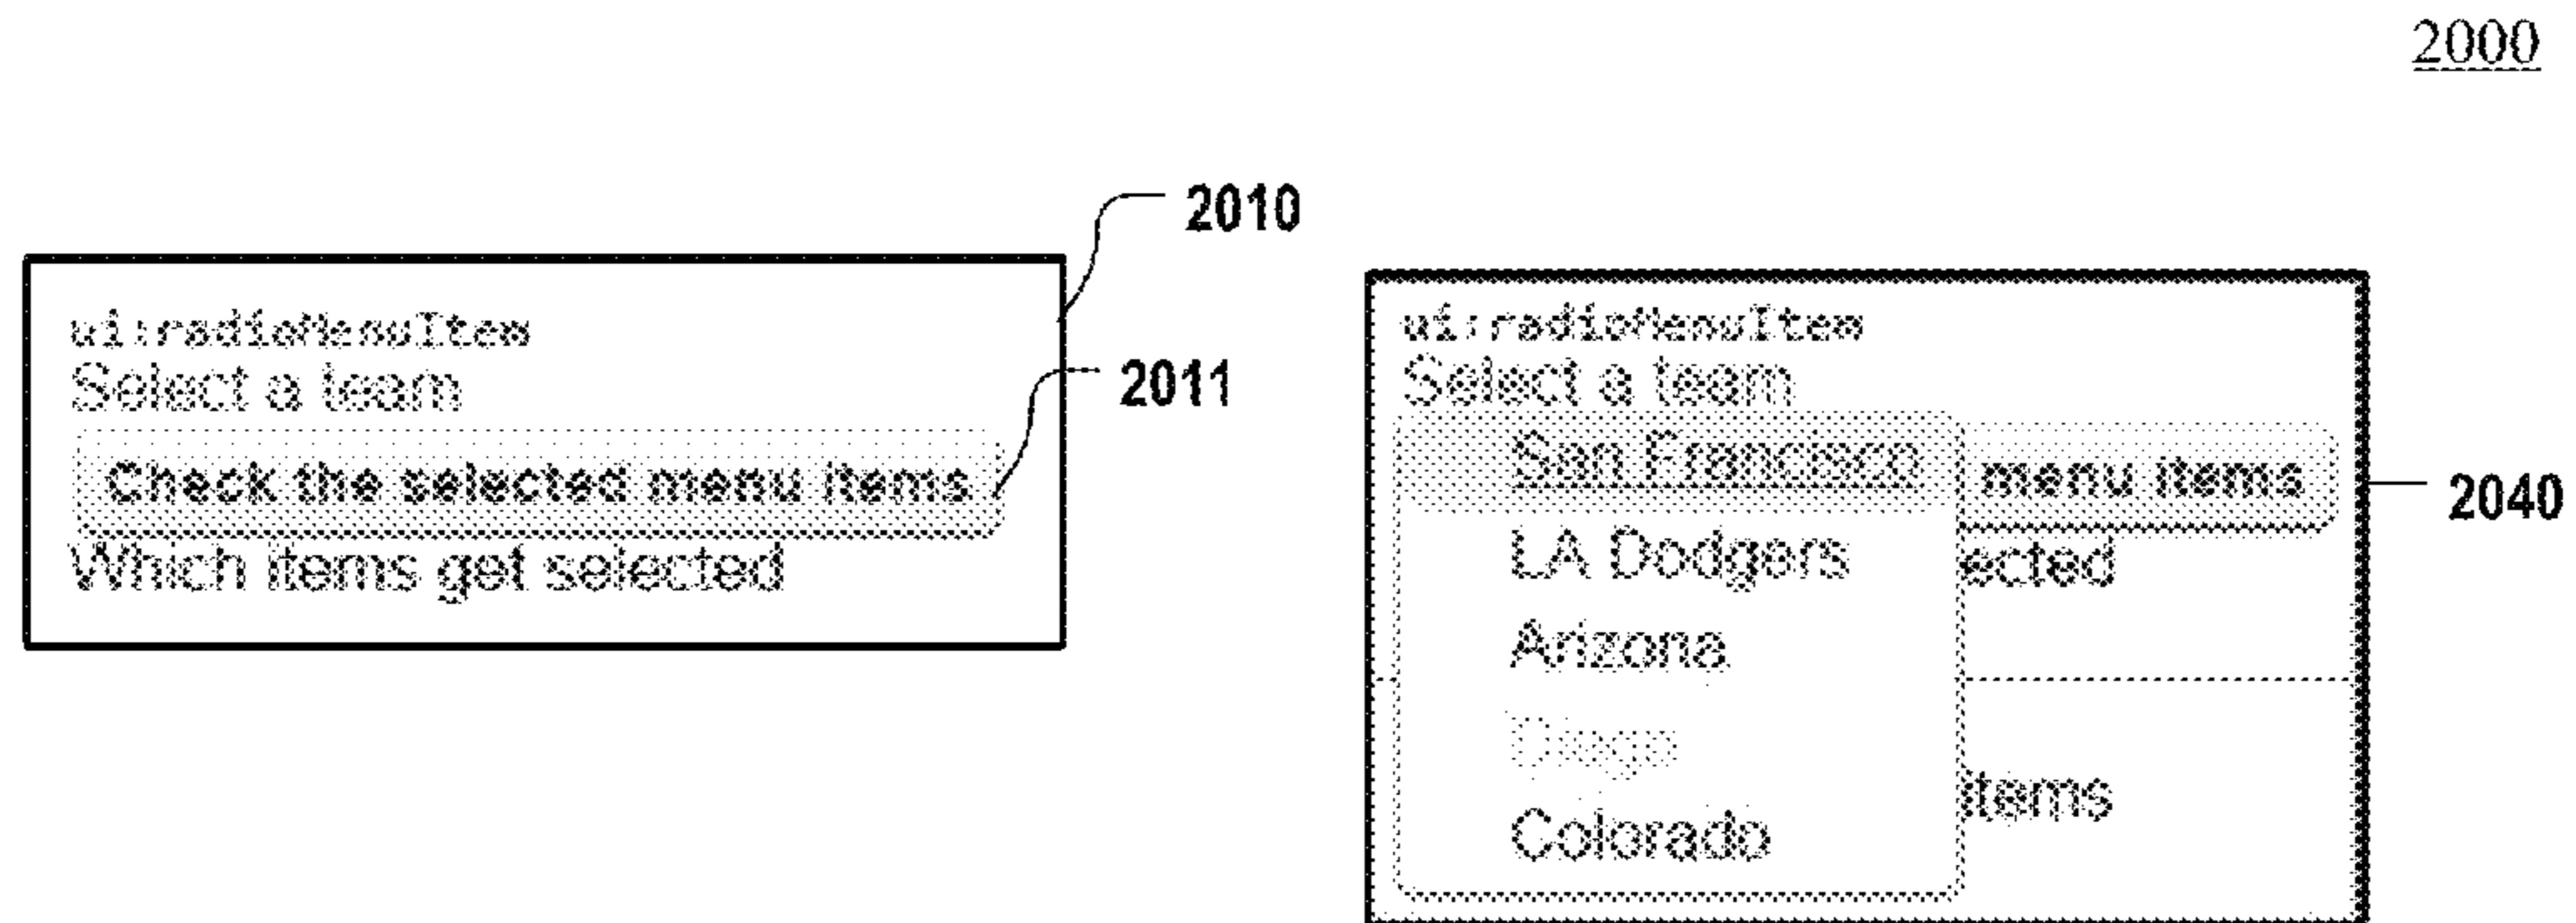 2000
2010
ui:radioMenuItem
Select a team
2011
Check the selected menu items
Which items get selected
ui:radioMenuItem
Select a team
San Francisco
menu items
2040
LA Dodgers
ected
Arizona
Diego
items
Colorado